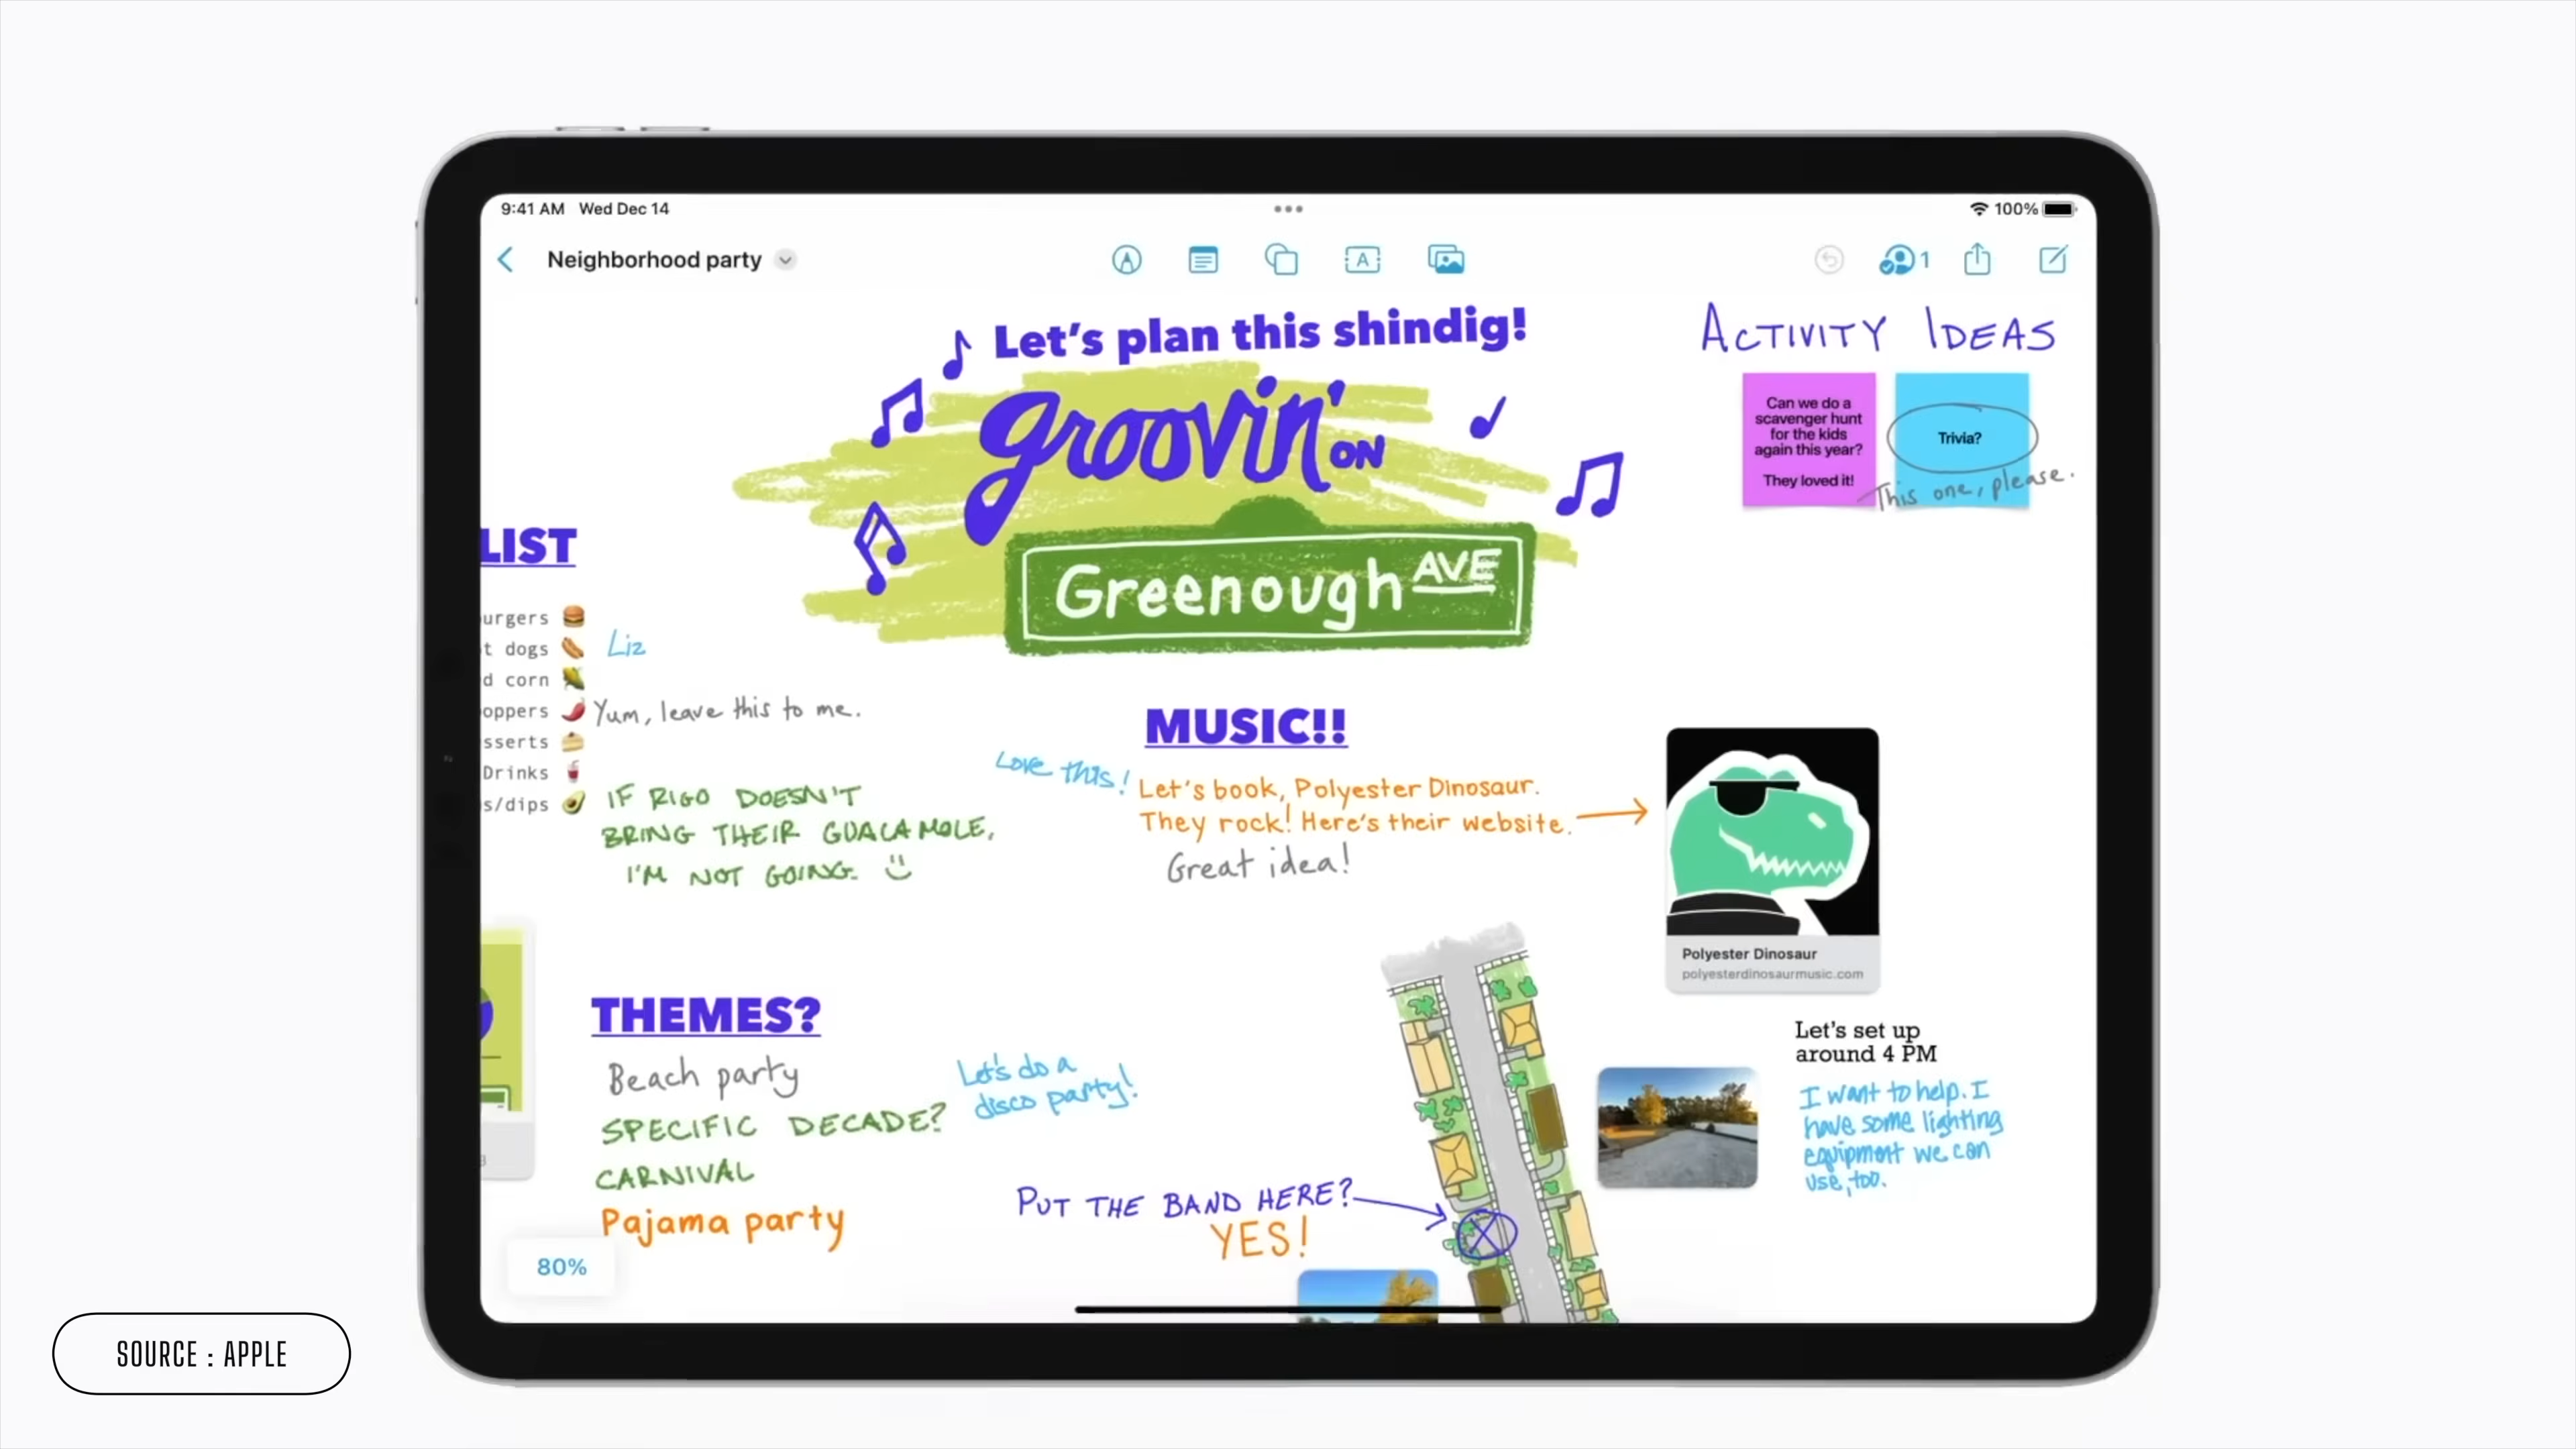 9:41 AM Wed Dec 14
100%
Neighborhood party
1
Let's plan this shindig!
groovin' ON
Greenough AVE
ACTIVITY IDEAS
Can we do a
scavenger hunt
for the kids
again this year?
They loved it!
Trivia?
This one, please.
LIST
urgers
t dogs
Liz
d corn
oppers
Yum, leave this to me.
sserts
Drinks
s/dips
IF RIGO DOESN'T
BRING THEIR GUACAMOLE,
I'M NOT GOING.
MUSIC!!
Love this!
Let's book, Polyester Dinosaur.
They rock! Here's their website.
Great idea!
Polyester Dinosaur
polyesterdinosaurmusic.com
THEMES?
Beach party
SPECIFIC DECADE?
CARNIVAL
Pajama party
Let's do a
disco party!
PUT THE BAND HERE?
YES!
Let's set up
around 4 PM
I want to help. I
have some lighting
equipment we can
use, too.
80%
SOURCE : APPLE